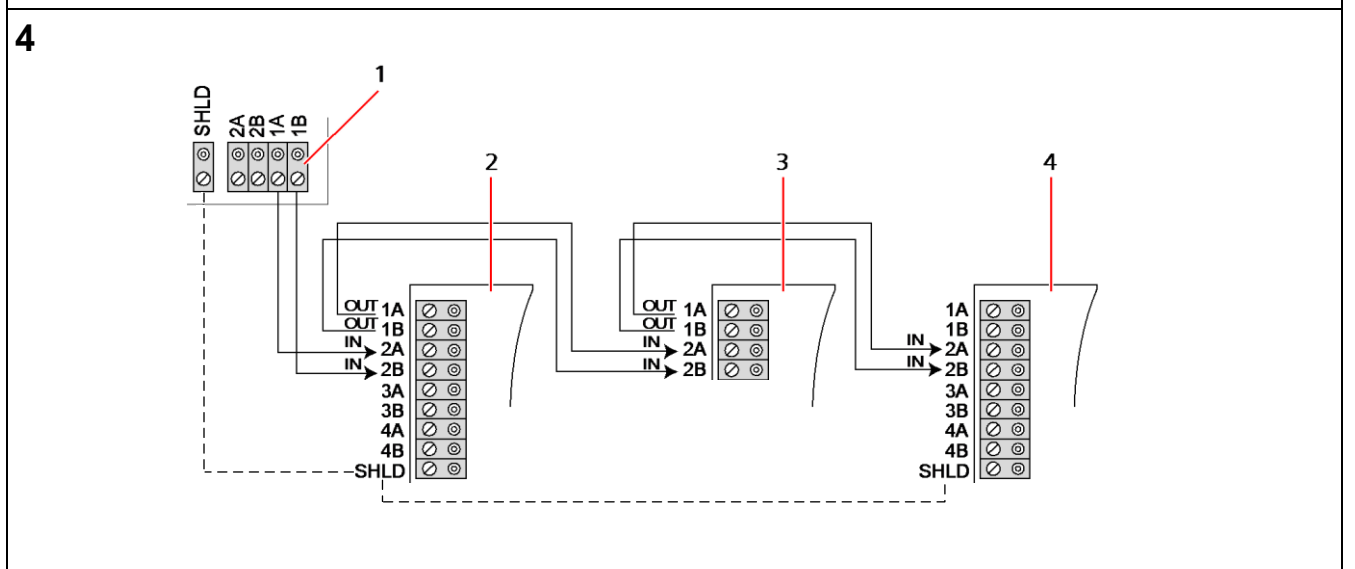 4
1
SHLD
2A
2B
1A
1B
2
3
4
OUT 1A
OUT 1B
IN 2A
IN 2B
3A
3B
4A
4B
SHLD
OUT 1A
OUT 1B
IN 2A
IN 2B
1A
1B
IN 2A
IN 2B
3A
3B
4A
4B
SHLD